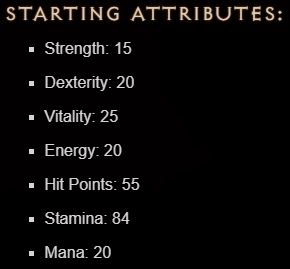 STARTING ATTRIBUTES:
Strength: 15
Dexterity: 20
Vitality: 25
Energy: 20
Hit Points: 55
Stamina: 84
Mana: 20